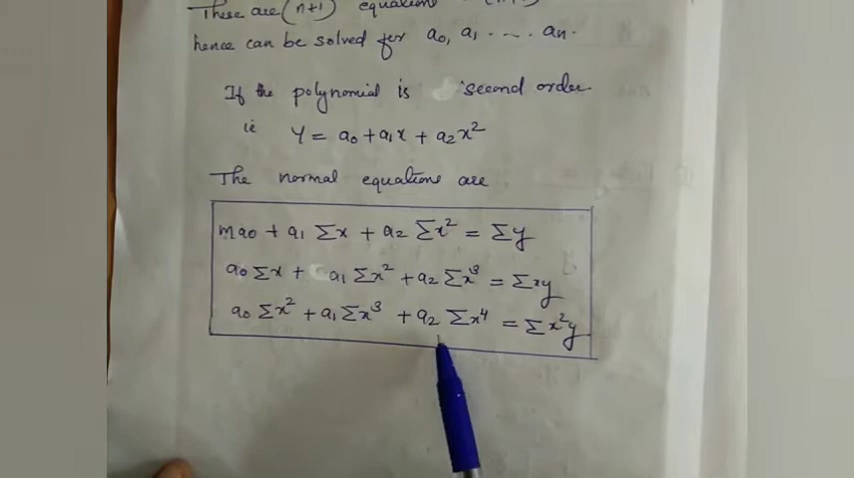 These are (n+1) equations
hence can be solved for a₀, a₁ . -- . aₙ.
If the polynomial is second order
ie y = a₀ + a₁x + a₂x²
The normal equations are
ma₀ + a₁ Σx + a₂ Σx² = Σy
a₀ Σx + a₁ Σx² + a₂ Σx³ = Σxy
a₀ Σx² + a₁ Σx³ + a₂ Σx⁴ = Σx²y